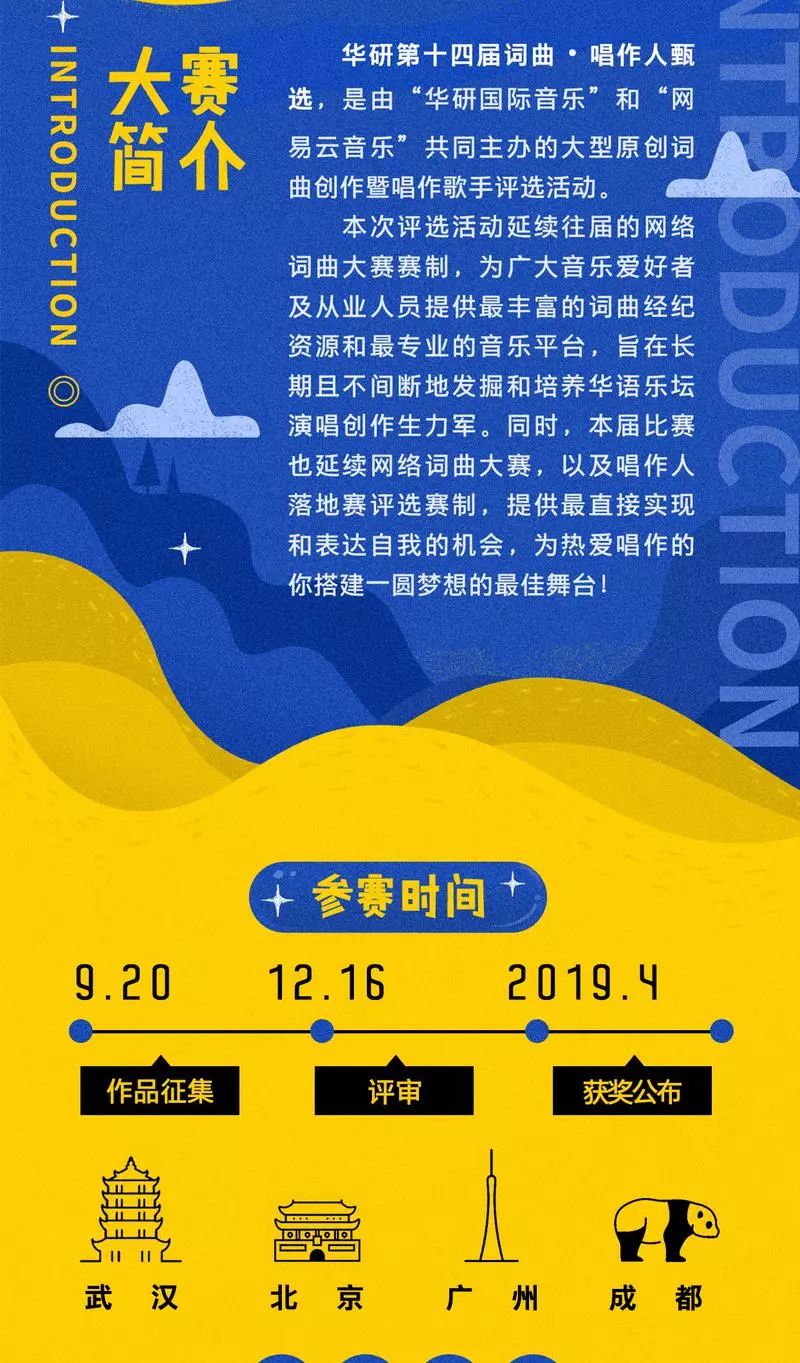 INTRODUCTION
大赛
简介
华研第十四届词曲·唱作人甄
选，是由“华研国际音乐”和“网
易云音乐”共同主办的大型原创词
曲创作暨唱作歌手评选活动。
本次评选活动延续往届的网络
词曲大赛赛制，为广大音乐爱好者
及从业人员提供最丰富的词曲经纪
资源和最专业的音乐平台，旨在长
期且不间断地发掘和培养华语乐坛
演唱创作生力军。同时，本届比赛
也延续网络词曲大赛，以及唱作人
落地赛评选赛制，提供最直接实现
和表达自我的机会，为热爱唱作的
你搭建一圆梦想的最佳舞台！
NTRODUCTION
参赛时间
9.20 12.16 2019.4
作品征集 评审 获奖公布
武汉 北京 广州 成都